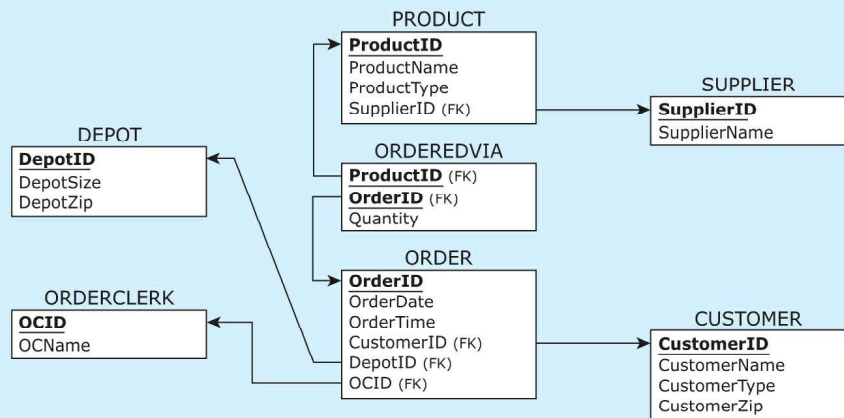 PRODUCT
ProductID
ProductName
ProductType
SupplierID (FK)
SUPPLIER
SupplierID
SupplierName
DEPOT
DepotID
DepotSize
DepotZip
ORDEREDVIA
ProductID (FK)
OrderID (FK)
Quantity
ORDER
OrderID
OrderDate
OrderTime
CustomerID (FK)
DepotID (FK)
OCID (FK)
ORDERCLERK
OCID
OCName
CUSTOMER
CustomerID
CustomerName
CustomerType
CustomerZip